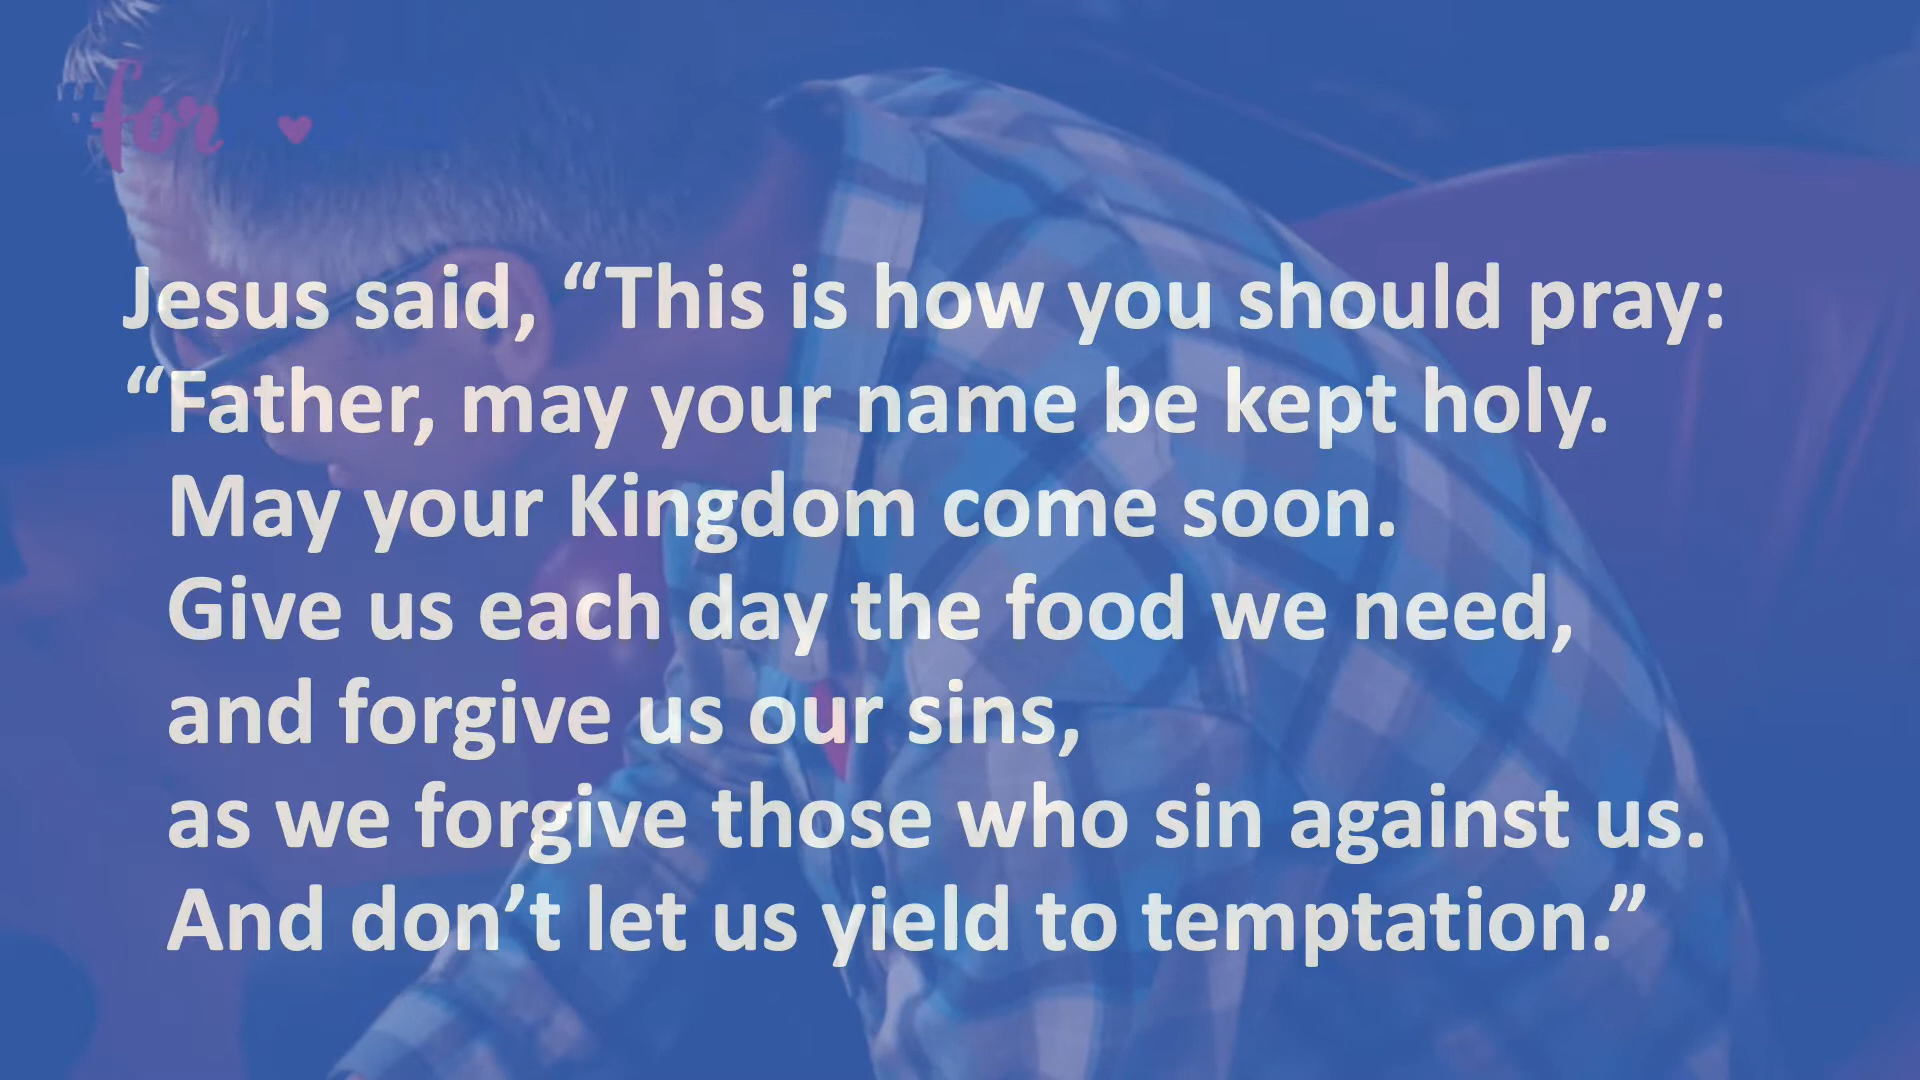 for ♥
Jesus said, “This is how you should pray:
“Father, may your name be kept holy.
May your Kingdom come soon.
Give us each day the food we need,
and forgive us our sins,
as we forgive those who sin against us.
And don’t let us yield to temptation.”